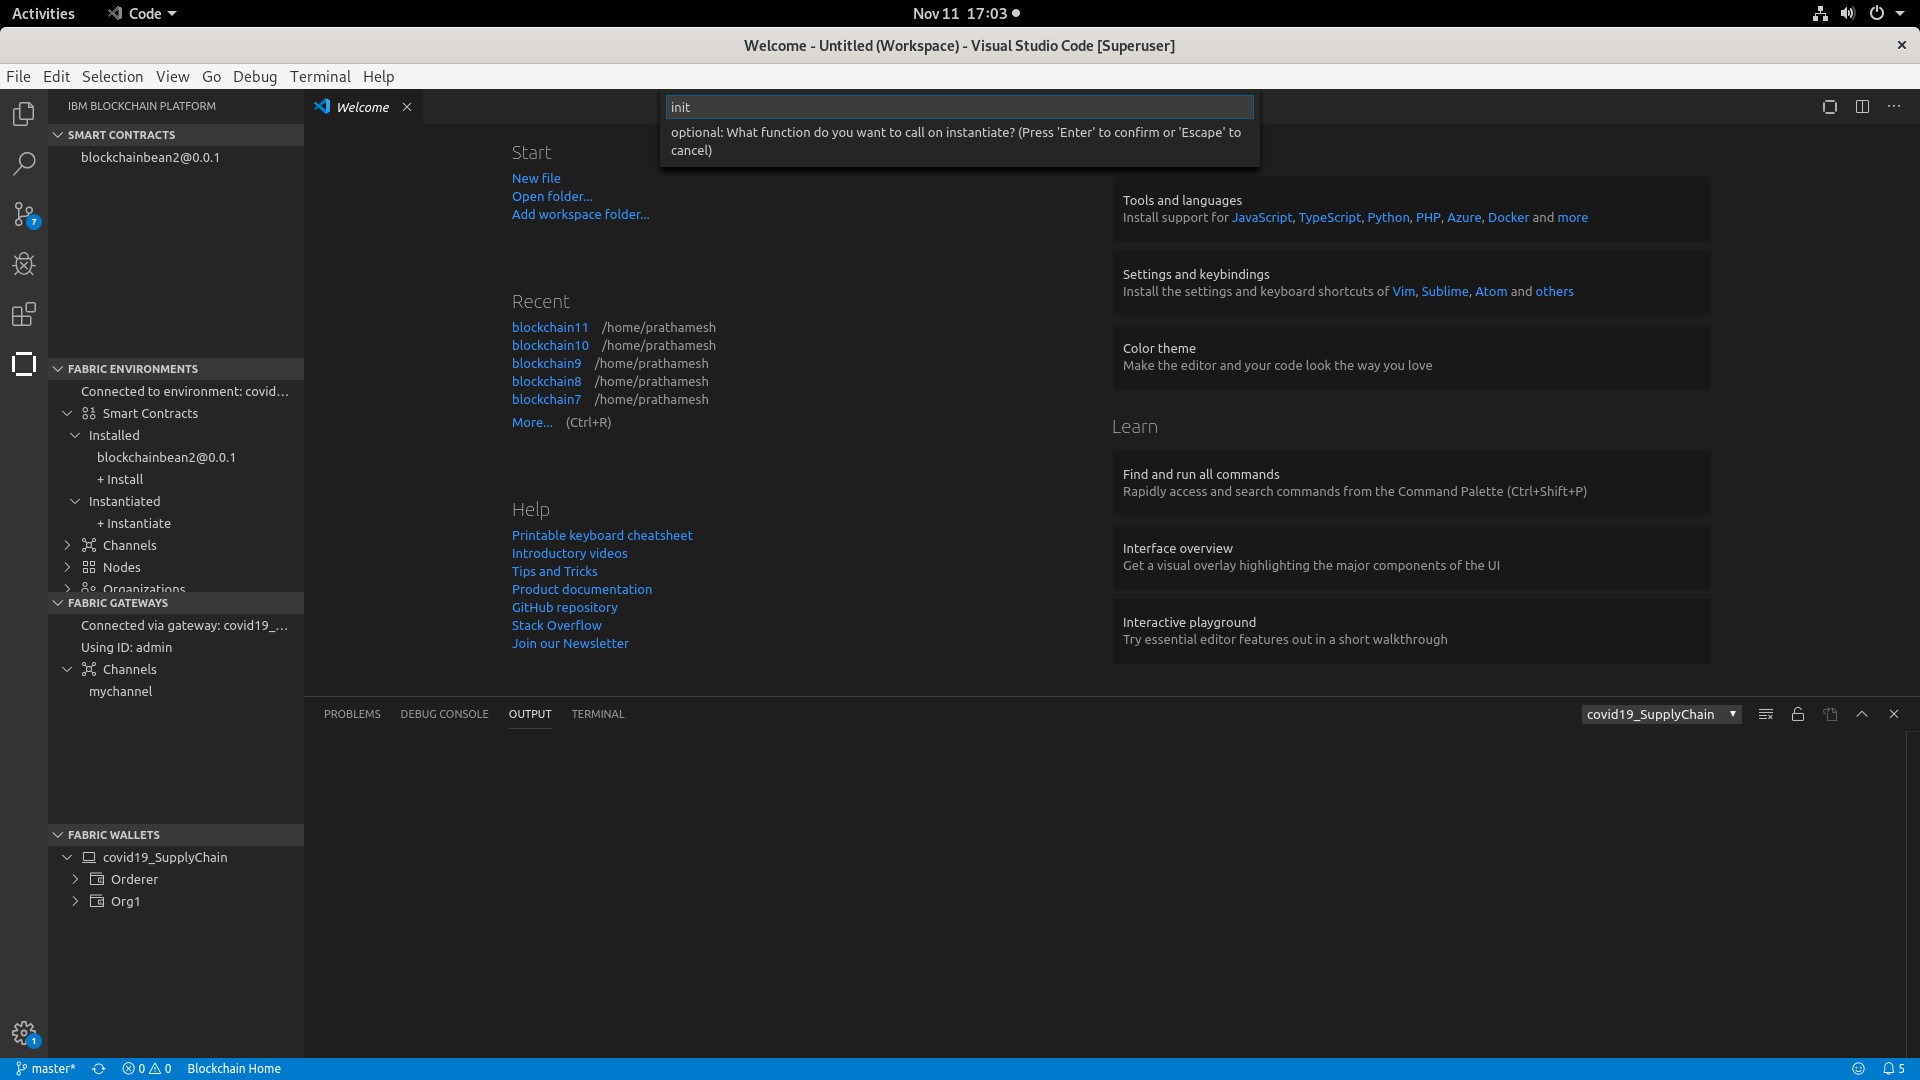 Activities
Code
Nov 11 17:03
Welcome - Untitled (Workspace) - Visual Studio Code [Superuser]
File Edit Selection View Go Debug Terminal Help
IBM BLOCKCHAIN PLATFORM
SMART CONTRACTS
blockchainbean2@0.0.1
7
FABRIC ENVIRONMENTS
Connected to environment: covid...
Smart Contracts
Installed
blockchainbean2@0.0.1
+ Install
Instantiated
+ Instantiate
Channels
Nodes
Organizations
FABRIC GATEWAYS
Connected via gateway: covid19_...
Using ID: admin
Channels
mychannel
FABRIC WALLETS
covid19_SupplyChain
Orderer
Org1
1
Welcome
init
optional: What function do you want to call on instantiate? (Press 'Enter' to confirm or 'Escape' to
cancel)
Start
New file
Open folder...
Add workspace folder...
Recent
blockchain11 /home/prathamesh
blockchain10 /home/prathamesh
blockchain9 /home/prathamesh
blockchain8 /home/prathamesh
blockchain7 /home/prathamesh
More... (Ctrl+R)
Help
Printable keyboard cheatsheet
Introductory videos
Tips and Tricks
Product documentation
GitHub repository
Stack Overflow
Join our Newsletter
Tools and languages
Install support for JavaScript, TypeScript, Python, PHP, Azure, Docker and more
Settings and keybindings
Install the settings and keyboard shortcuts of Vim, Sublime, Atom and others
Color theme
Make the editor and your code look the way you love
Learn
Find and run all commands
Rapidly access and search commands from the Command Palette (Ctrl+Shift+P)
Interface overview
Get a visual overlay highlighting the major components of the UI
Interactive playground
Try essential editor features out in a short walkthrough
PROBLEMS DEBUG CONSOLE OUTPUT TERMINAL
covid19_SupplyChain
master* 0 0 Blockchain Home
5